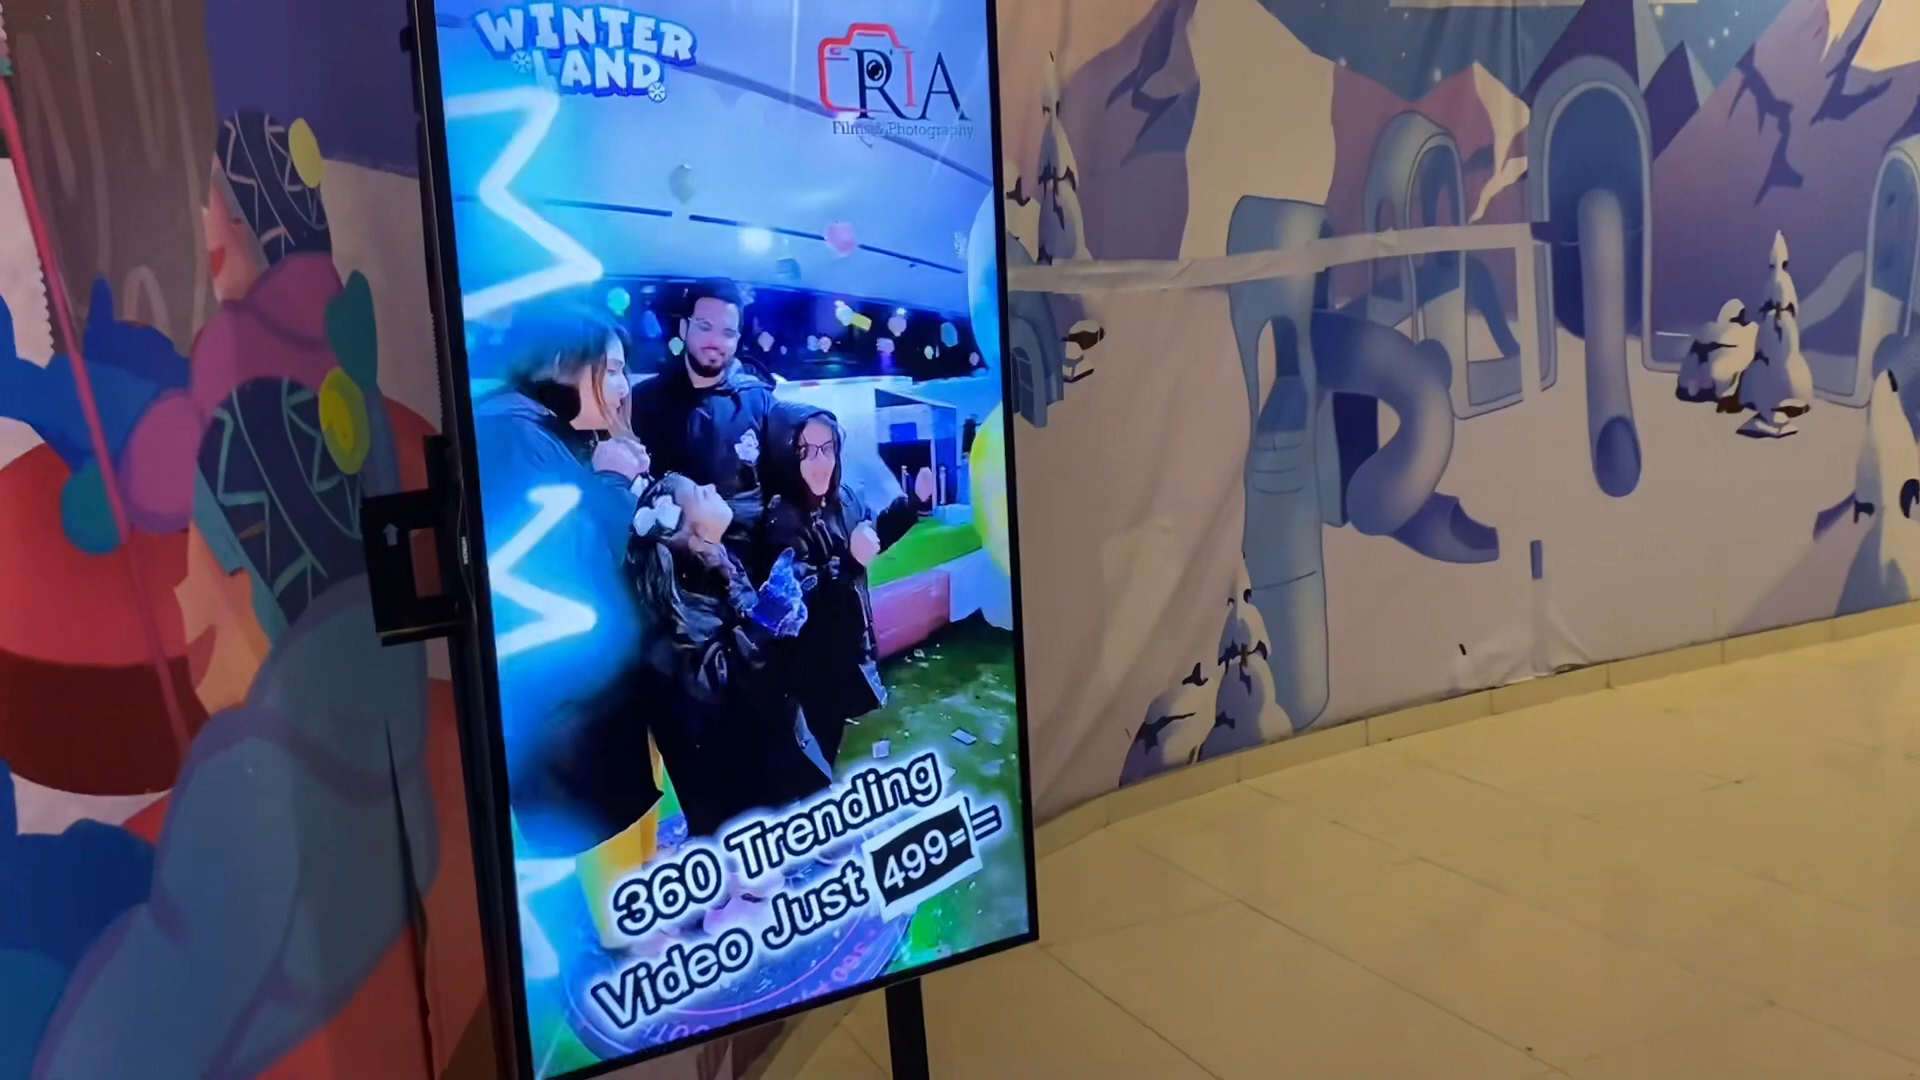 WINTER
LAND
RIA
Films & Photography
360 Trending
Video Just 499=